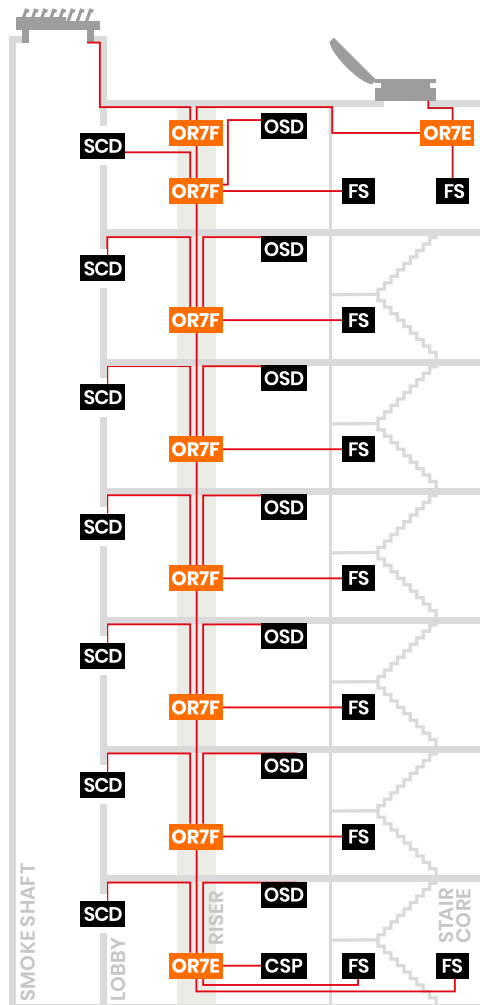 OR7F
OSD
OR7E
SCD
OR7F
FS
FS
OSD
SCD
OR7F
FS
OSD
SCD
OR7F
FS
OSD
SCD
OR7F
FS
OSD
SCD
OR7F
FS
OSD
SCD
OR7F
FS
OSD
SCD
SMOKE SHAFT
LOBBY
RISER
STAIR
CORE
OR7E
CSP
FS
FS